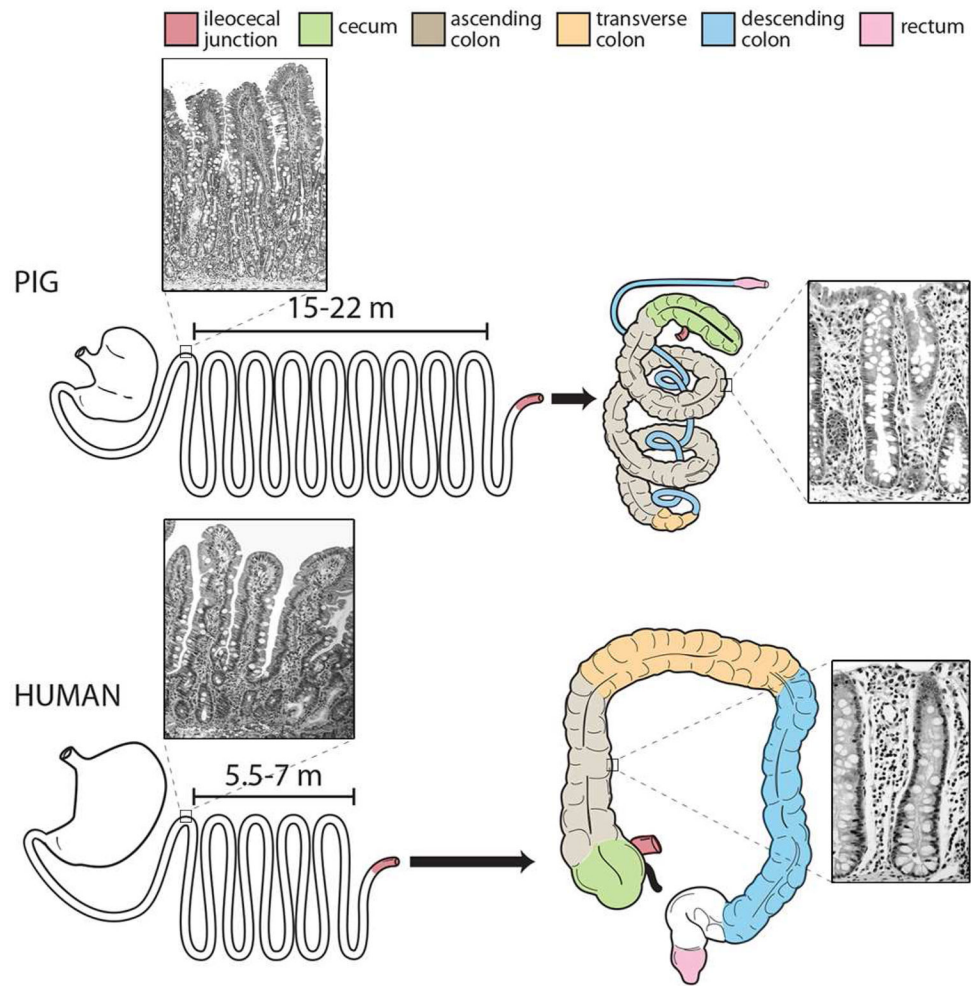 ileocecal
junction
cecum
ascending
colon
transverse
colon
descending
colon
rectum
PIG
15-22 m
HUMAN
5.5-7 m